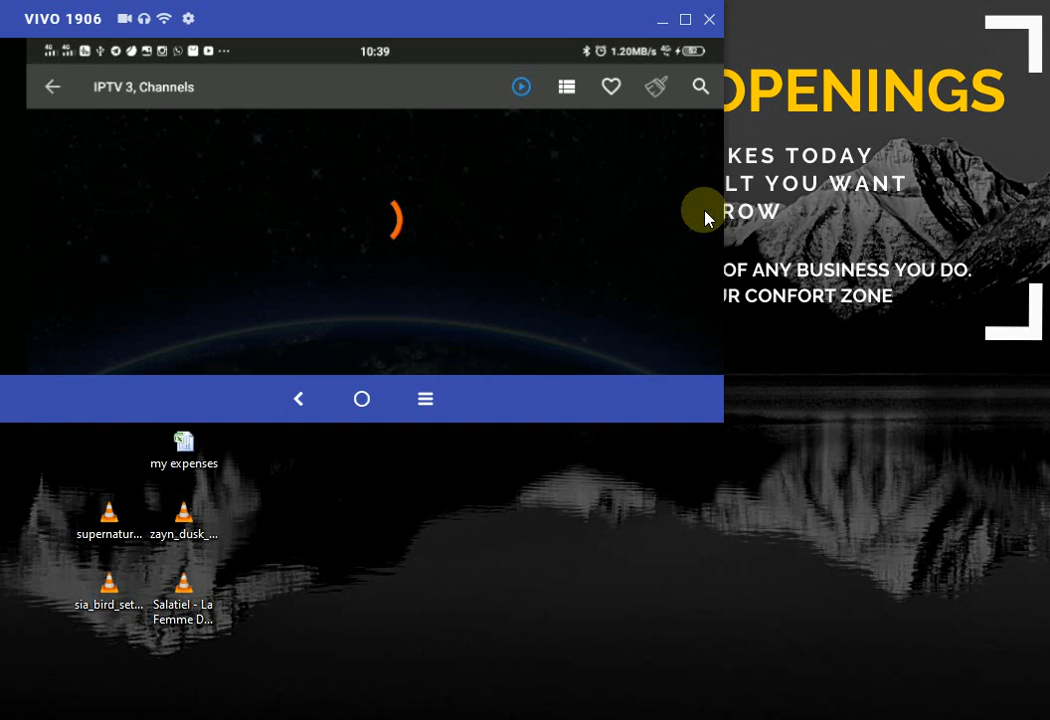 VIVO 1906
10:39
1.20MB/s
52
IPTV 3, Channels
OPENINGS
KES TODAY
LT YOU WANT
ROW
OF ANY BUSINESS YOU DO.
UR CONFORT ZONE
my expenses
supernatur...
zayn_dusk_...
sia_bird_set...
Salatiel - La
Femme D...